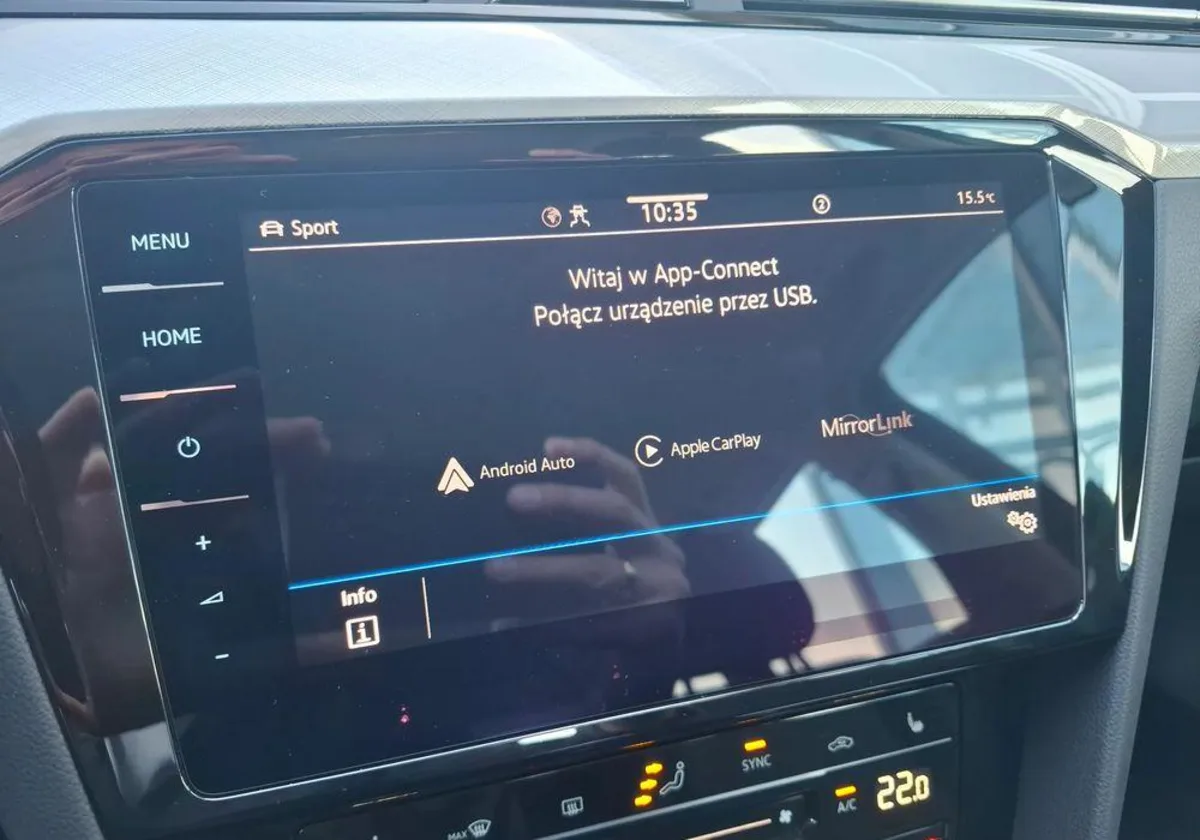 MENU
HOME
Sport
10:35
2
15.5°C
Witaj w App-Connect
Połącz urządzenie przez USB.
Android Auto
Apple CarPlay
MirrorLink
Ustawienia
Info
i
+
-
SYNC
MAX
A/C
22.0